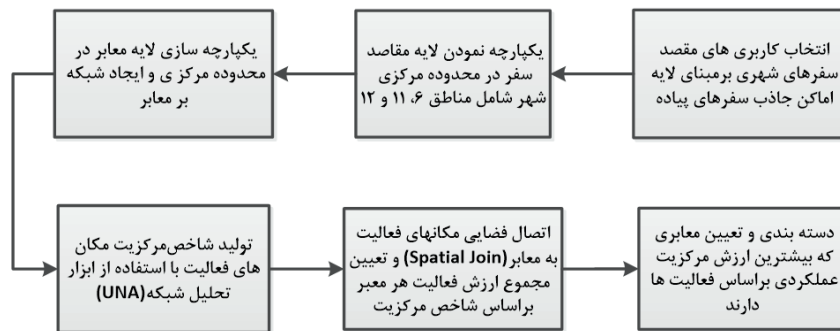 انتخاب کاربری های مقصد
سفرهای شهری برمبنای لایه
اماکن جاذب سفرهای پیاده
یکپارچه نمودن لایه مقاصد
سفر در محدوده مرکزی
شهر شامل مناطق ۶، ۱۱ و ۱۲
یکپارچه سازی لایه معابر در
محدوده مرکز ی و ایجاد شبکه
بر معابر
تولید شاخص‌مرکزیت مکان
های فعالیت با استفاده از ابزار
تحلیل شبکه(UNA)
اتصال فضایی مکانهای فعالیت
به معابر(Spatial Join) و تعیین
مجموع ارزش فعالیت هر معبر
براساس شاخص مرکزیت
دسته بندی و تعیین معابری
که بیشترین ارزش مرکزیت
عملکردی براساس فعالیت ها
دارند